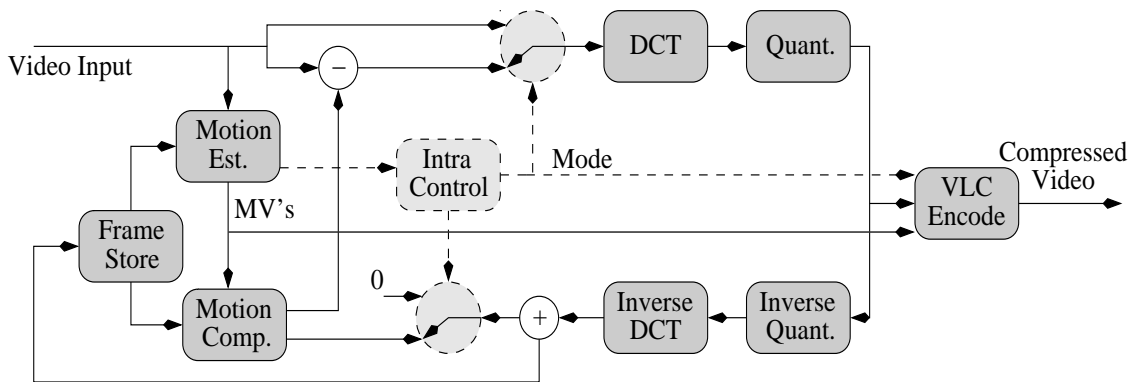 Video Input
−
DCT
Quant.
Motion
Est.
Intra
Control
Mode
Compressed
Video
VLC
Encode
MV's
Frame
Store
0
Motion
Comp.
+
Inverse
DCT
Inverse
Quant.